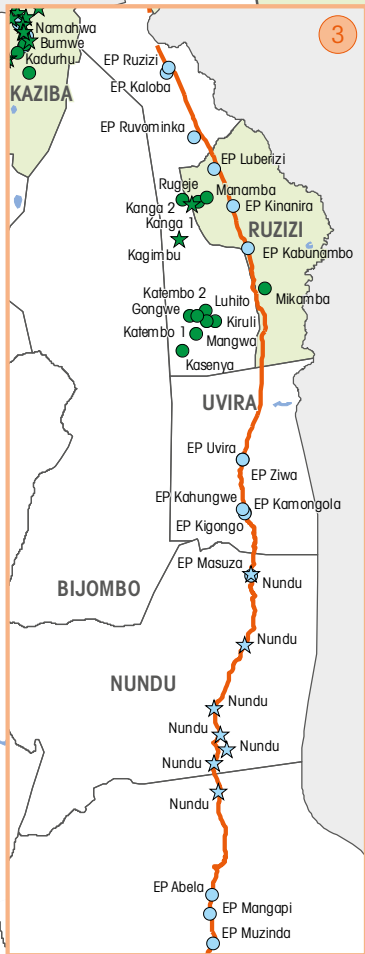 3
Namahwa
Bumwe
Kadurhu
KAZIBA
EP Ruzizi
EP Kaloba
EP Ruvominka
EP Luberizi
Rugeje
Manamba
Kanga 2
EP Kinanira
Kanga 1
RUZIZI
Kagimbu
EP Kabunambo
Katembo 2
Mikamba
Luhito
Gongwe
Kiruli
Katembo 1
Mangwa
Kasenya
UVIRA
EP Uvira
EP Ziwa
EP Kahungwe
EP Kamongola
EP Kigongo
EP Masuza
Nundu
BIJOMBO
Nundu
NUNDU
Nundu
Nundu
Nundu
Nundu
Nundu
EP Abela
EP Mangapi
EP Muzinda